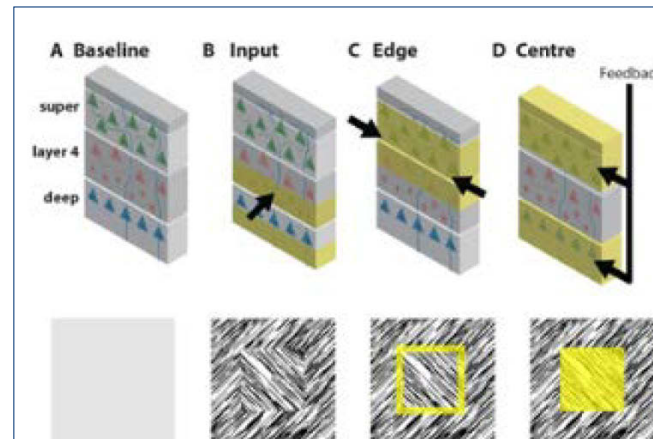 A Baseline
B Input
C Edge
D Centre
Feedbac
super
layer 4
deep